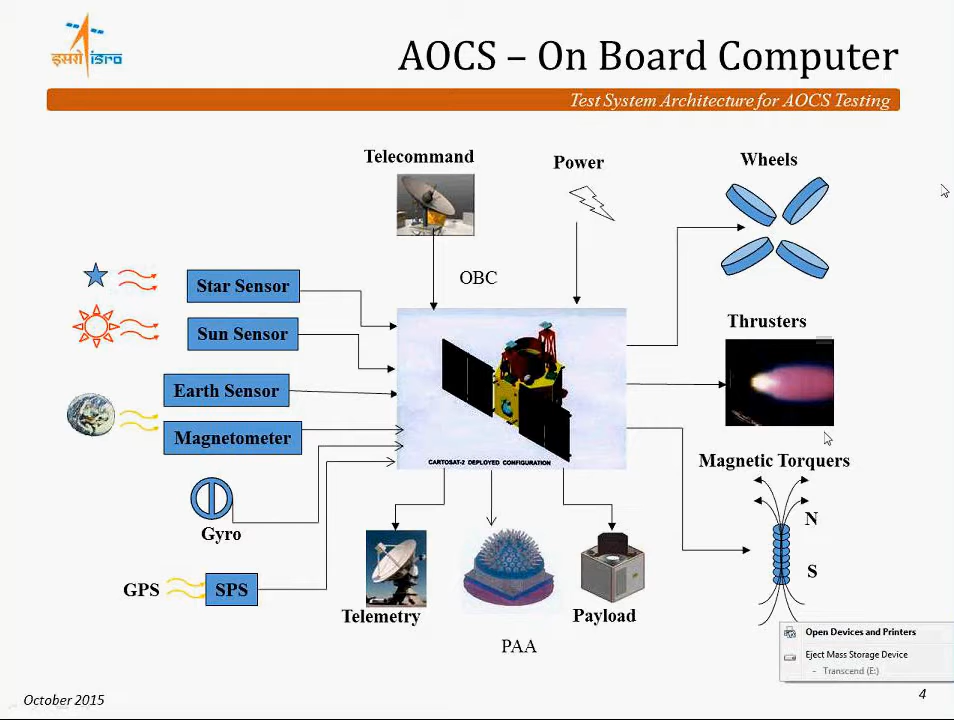 इसरो isro
AOCS – On Board Computer
Test System Architecture for AOCS Testing
Telecommand
Power
Wheels
OBC
Star Sensor
Sun Sensor
Thrusters
Earth Sensor
Magnetometer
CARTOSAT-2 DEPLOYED CONFIGURATION
Magnetic Torquers
N
Gyro
S
GPS
SPS
Telemetry
Payload
PAA
Open Devices and Printers
Eject Mass Storage Device
- Transcend (E:)
October 2015
4